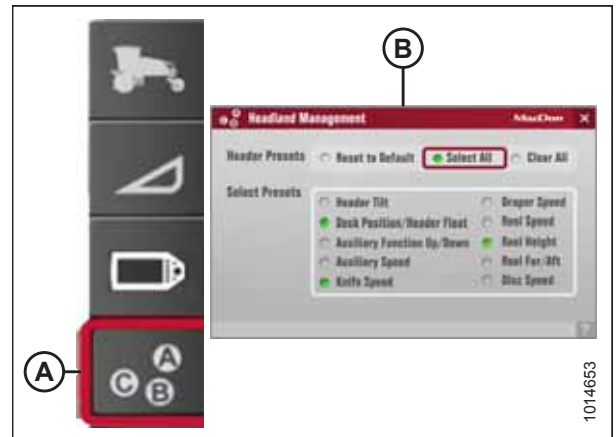 B
Headland Management MacDon X
Header Presets Reset to Default Select All Clear All
Select Presets
Header Tilt Draper Speed
Deck Position/Header Float Reel Speed
Auxiliary Function Up/Down Reel Height
Auxiliary Speed Reel For/Aft
Knife Speed Disc Speed
?
A
A
C
B
1014653